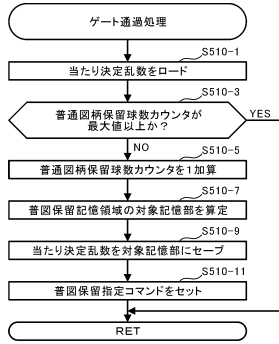 ゲート通過処理
S510-1
当たり決定乱数をロード
S510-3
普通図柄保留球数カウンタが
最大値以上か？
YES
NO
S510-5
普通図柄保留球数カウンタを1加算
S510-7
普図保留記憶領域の対象記憶部を算定
S510-9
当たり決定乱数を対象記憶部にセーブ
S510-11
普図保留指定コマンドをセット
RET